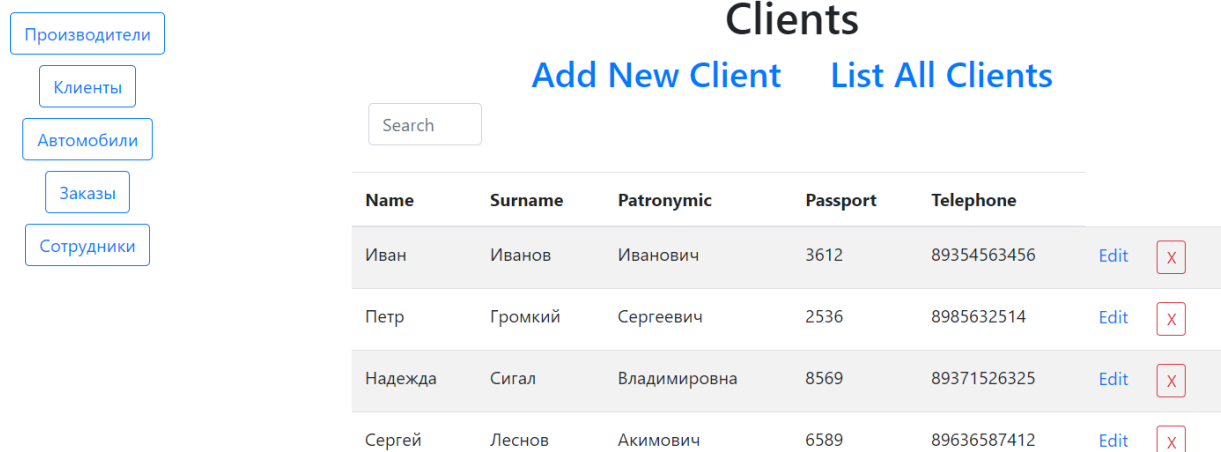 Производители
Клиенты
Автомобили
Заказы
Сотрудники
Clients
Add New Client List All Clients
Search
Name Surname Patronymic Passport Telephone
Иван Иванов Иванович 3612 89354563456 Edit X
Петр Громкий Сергеевич 2536 8985632514 Edit X
Надежда Сигал Владимировна 8569 89371526325 Edit X
Сергей Леснов Акимович 6589 89636587412 Edit X